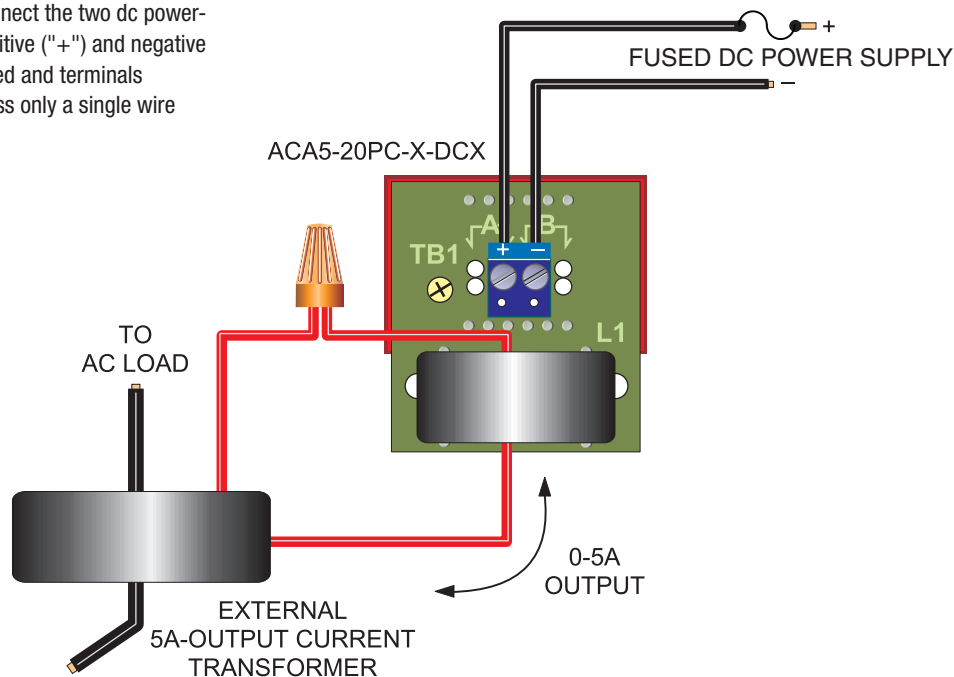 nect the two dc power-
itive ("+") and negative
ed and terminals
ss only a single wire
+
FUSED DC POWER SUPPLY
−
ACA5-20PC-X-DCX
A B
TB1
+ −
L1
TO
AC LOAD
0-5A
OUTPUT
EXTERNAL
5A-OUTPUT CURRENT
TRANSFORMER